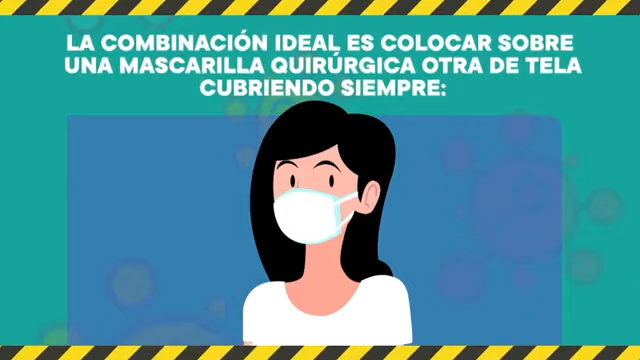 LA COMBINACIÓN IDEAL ES COLOCAR SOBRE
UNA MASCARILLA QUIRÚRGICA OTRA DE TELA
CUBRIENDO SIEMPRE: